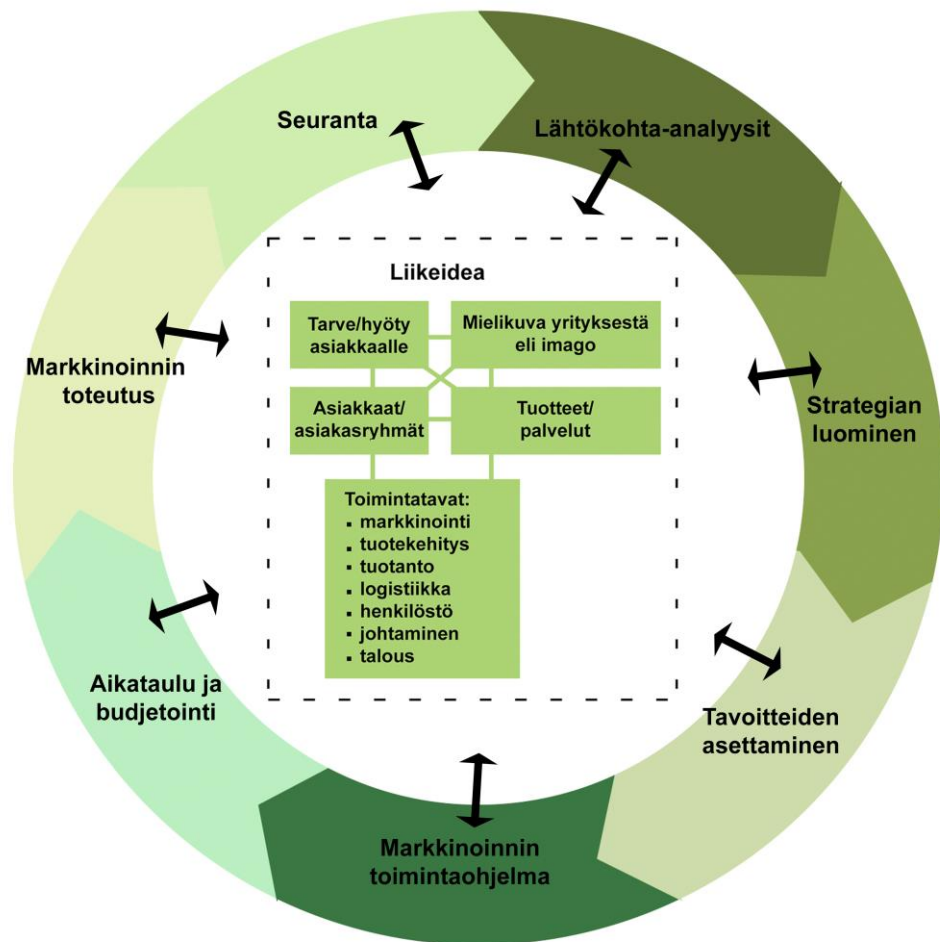 Seuranta
Lähtökohta-analyysit
Liikeidea
Tarve/hyöty
asiakkaalle
Mielikuva yrityksestä
eli imago
Markkinoinnin
toteutus
Strategian
luominen
Asiakkaat/
asiakasryhmät
Tuotteet/
palvelut
Toimintatavat:
▪ markkinointi
▪ tuotekehitys
▪ tuotanto
▪ logistiikka
▪ henkilöstö
▪ johtaminen
▪ talous
Aikataulu ja
budjetointi
Tavoitteiden
asettaminen
Markkinoinnin
toimintaohjelma